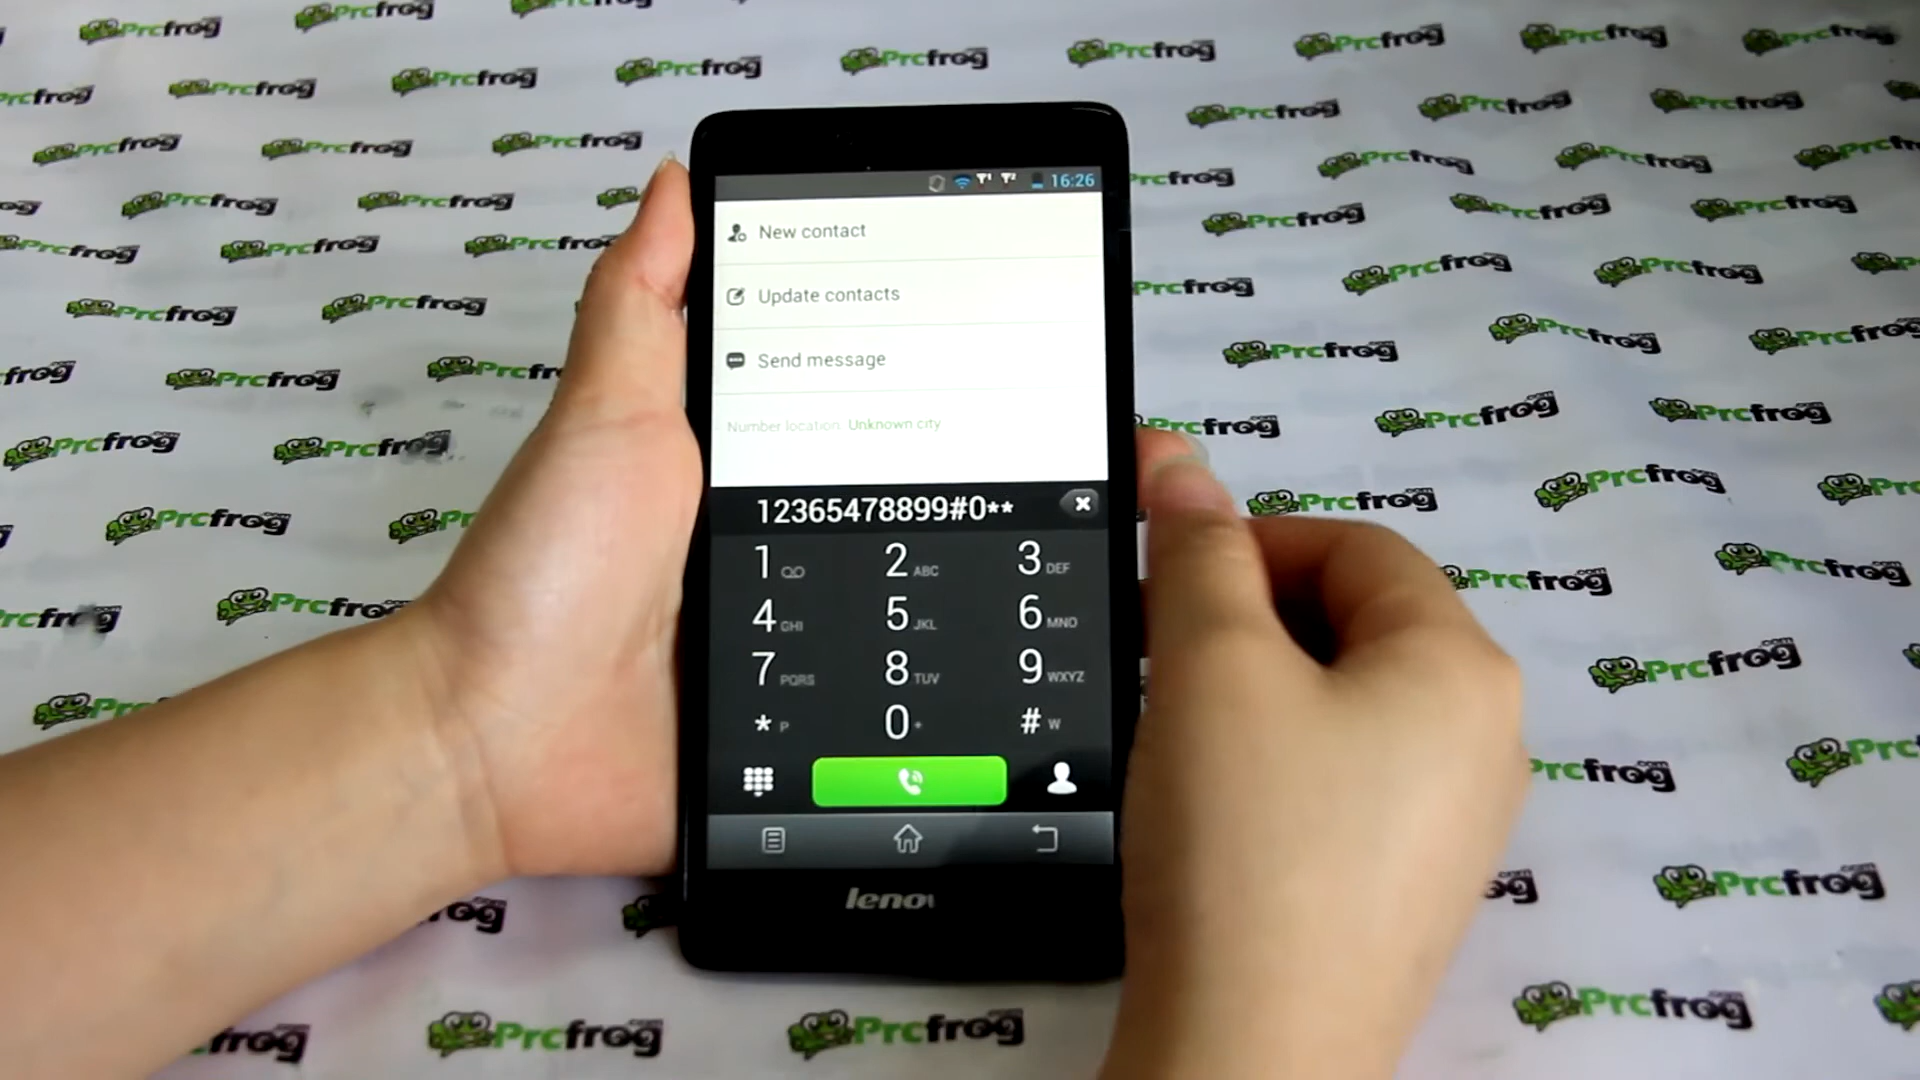 16:26
New contact
Update contacts
Send message
Number location: Unknown city
12365478899#0**
1 2 ABC 3 DEF
4 GHI 5 JKL 6 MNO
7 PQRS 8 TUV 9 WXYZ
* P 0 + # W
leno
Prcfrog